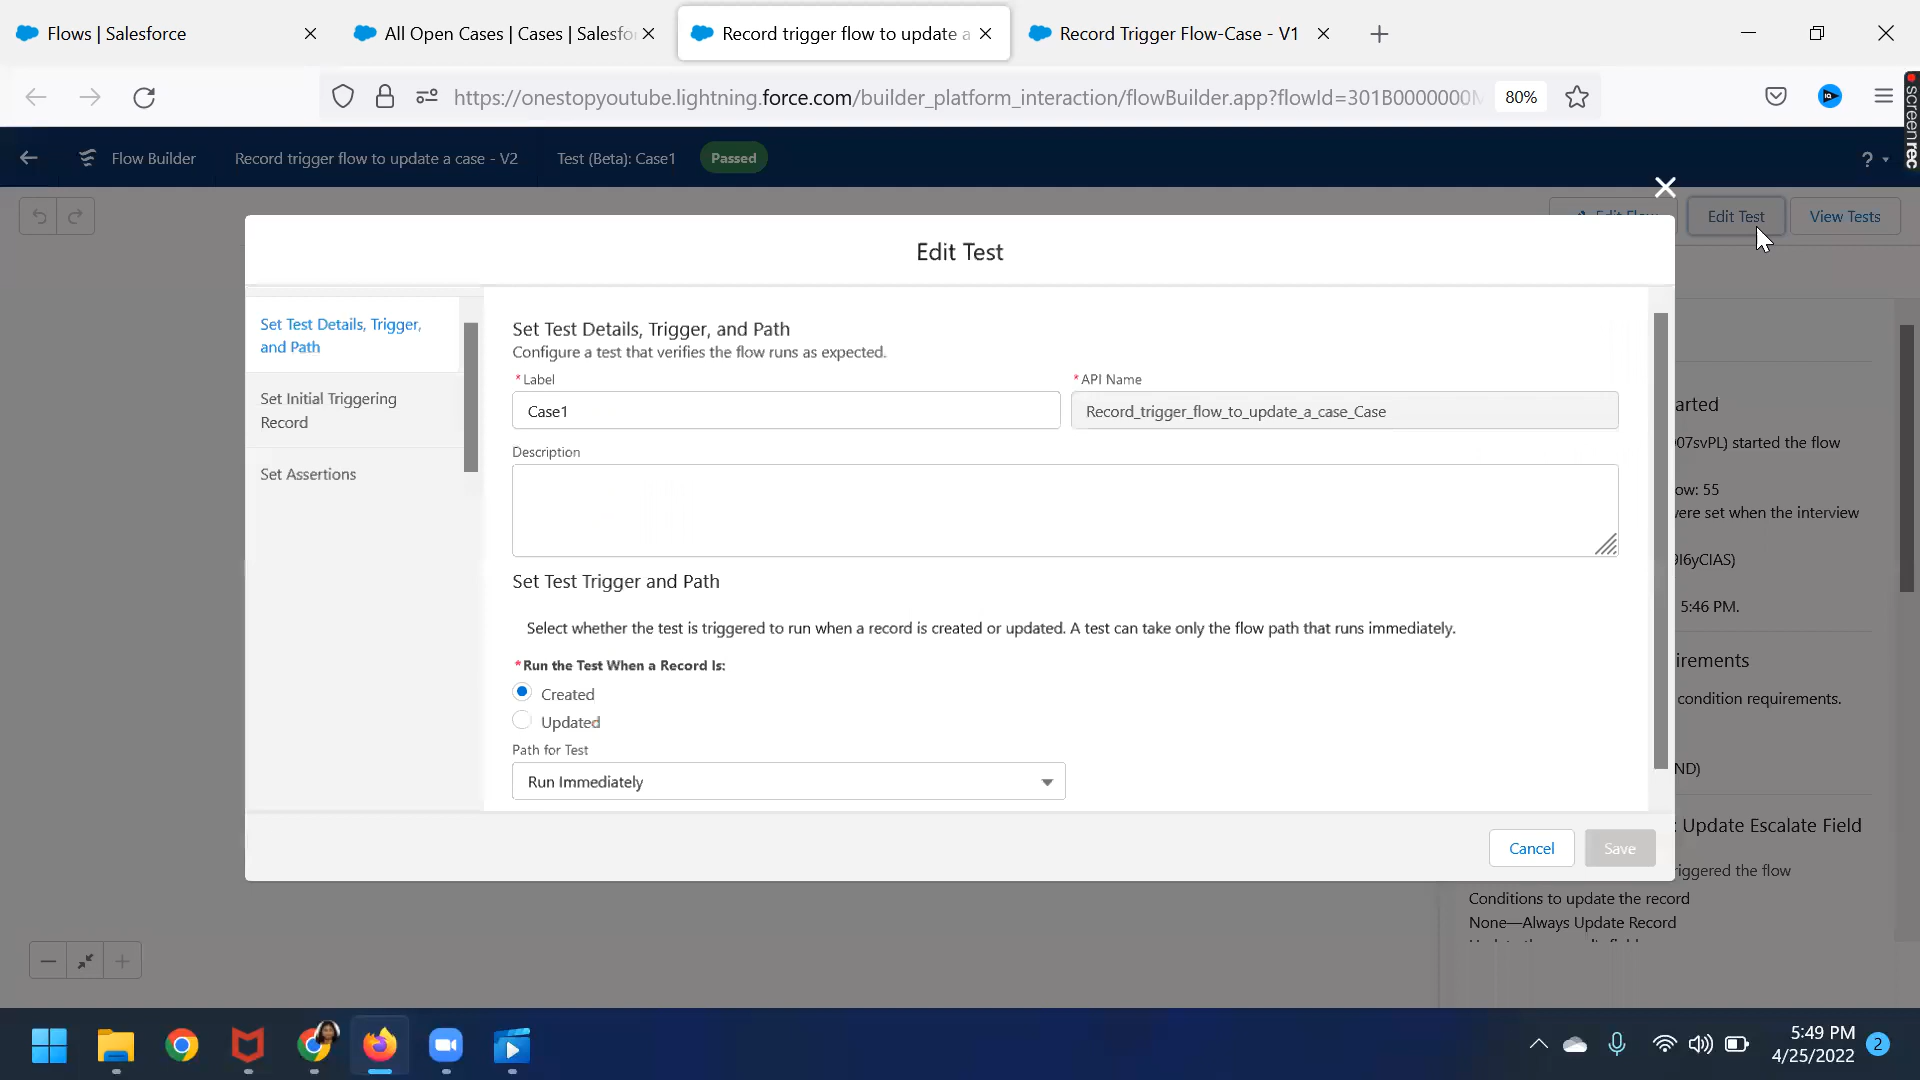 Flows | Salesforce
All Open Cases | Cases | Salesfo
Record trigger flow to update a
Record Trigger Flow-Case - V1
https://onestopyoutube.lightning.force.com/builder_platform_interaction/flowBuilder.app?flowId=301B0000000
80%
screenrec
Flow Builder
Record trigger flow to update a case - V2
Test (Beta): Case1
Passed
?
Edit Flow
Edit Test
View Tests
Edit Test
Set Test Details, Trigger,
and Path
Set Initial Triggering
Record
Set Assertions
Set Test Details, Trigger, and Path
Configure a test that verifies the flow runs as expected.
*Label
*API Name
Case1
Record_trigger_flow_to_update_a_case_Case
Description
Set Test Trigger and Path
Select whether the test is triggered to run when a record is created or updated. A test can take only the flow path that runs immediately.
*Run the Test When a Record Is:
Created
Updated
Path for Test
Run Immediately
Cancel
Save
arted
07svPL) started the flow
ow: 55
ere set when the interview
9I6yCIAS)
5:46 PM.
irements
condition requirements.
ND)
: Update Escalate Field
iggered the flow
Conditions to update the record
None—Always Update Record
5:49 PM
4/25/2022
2